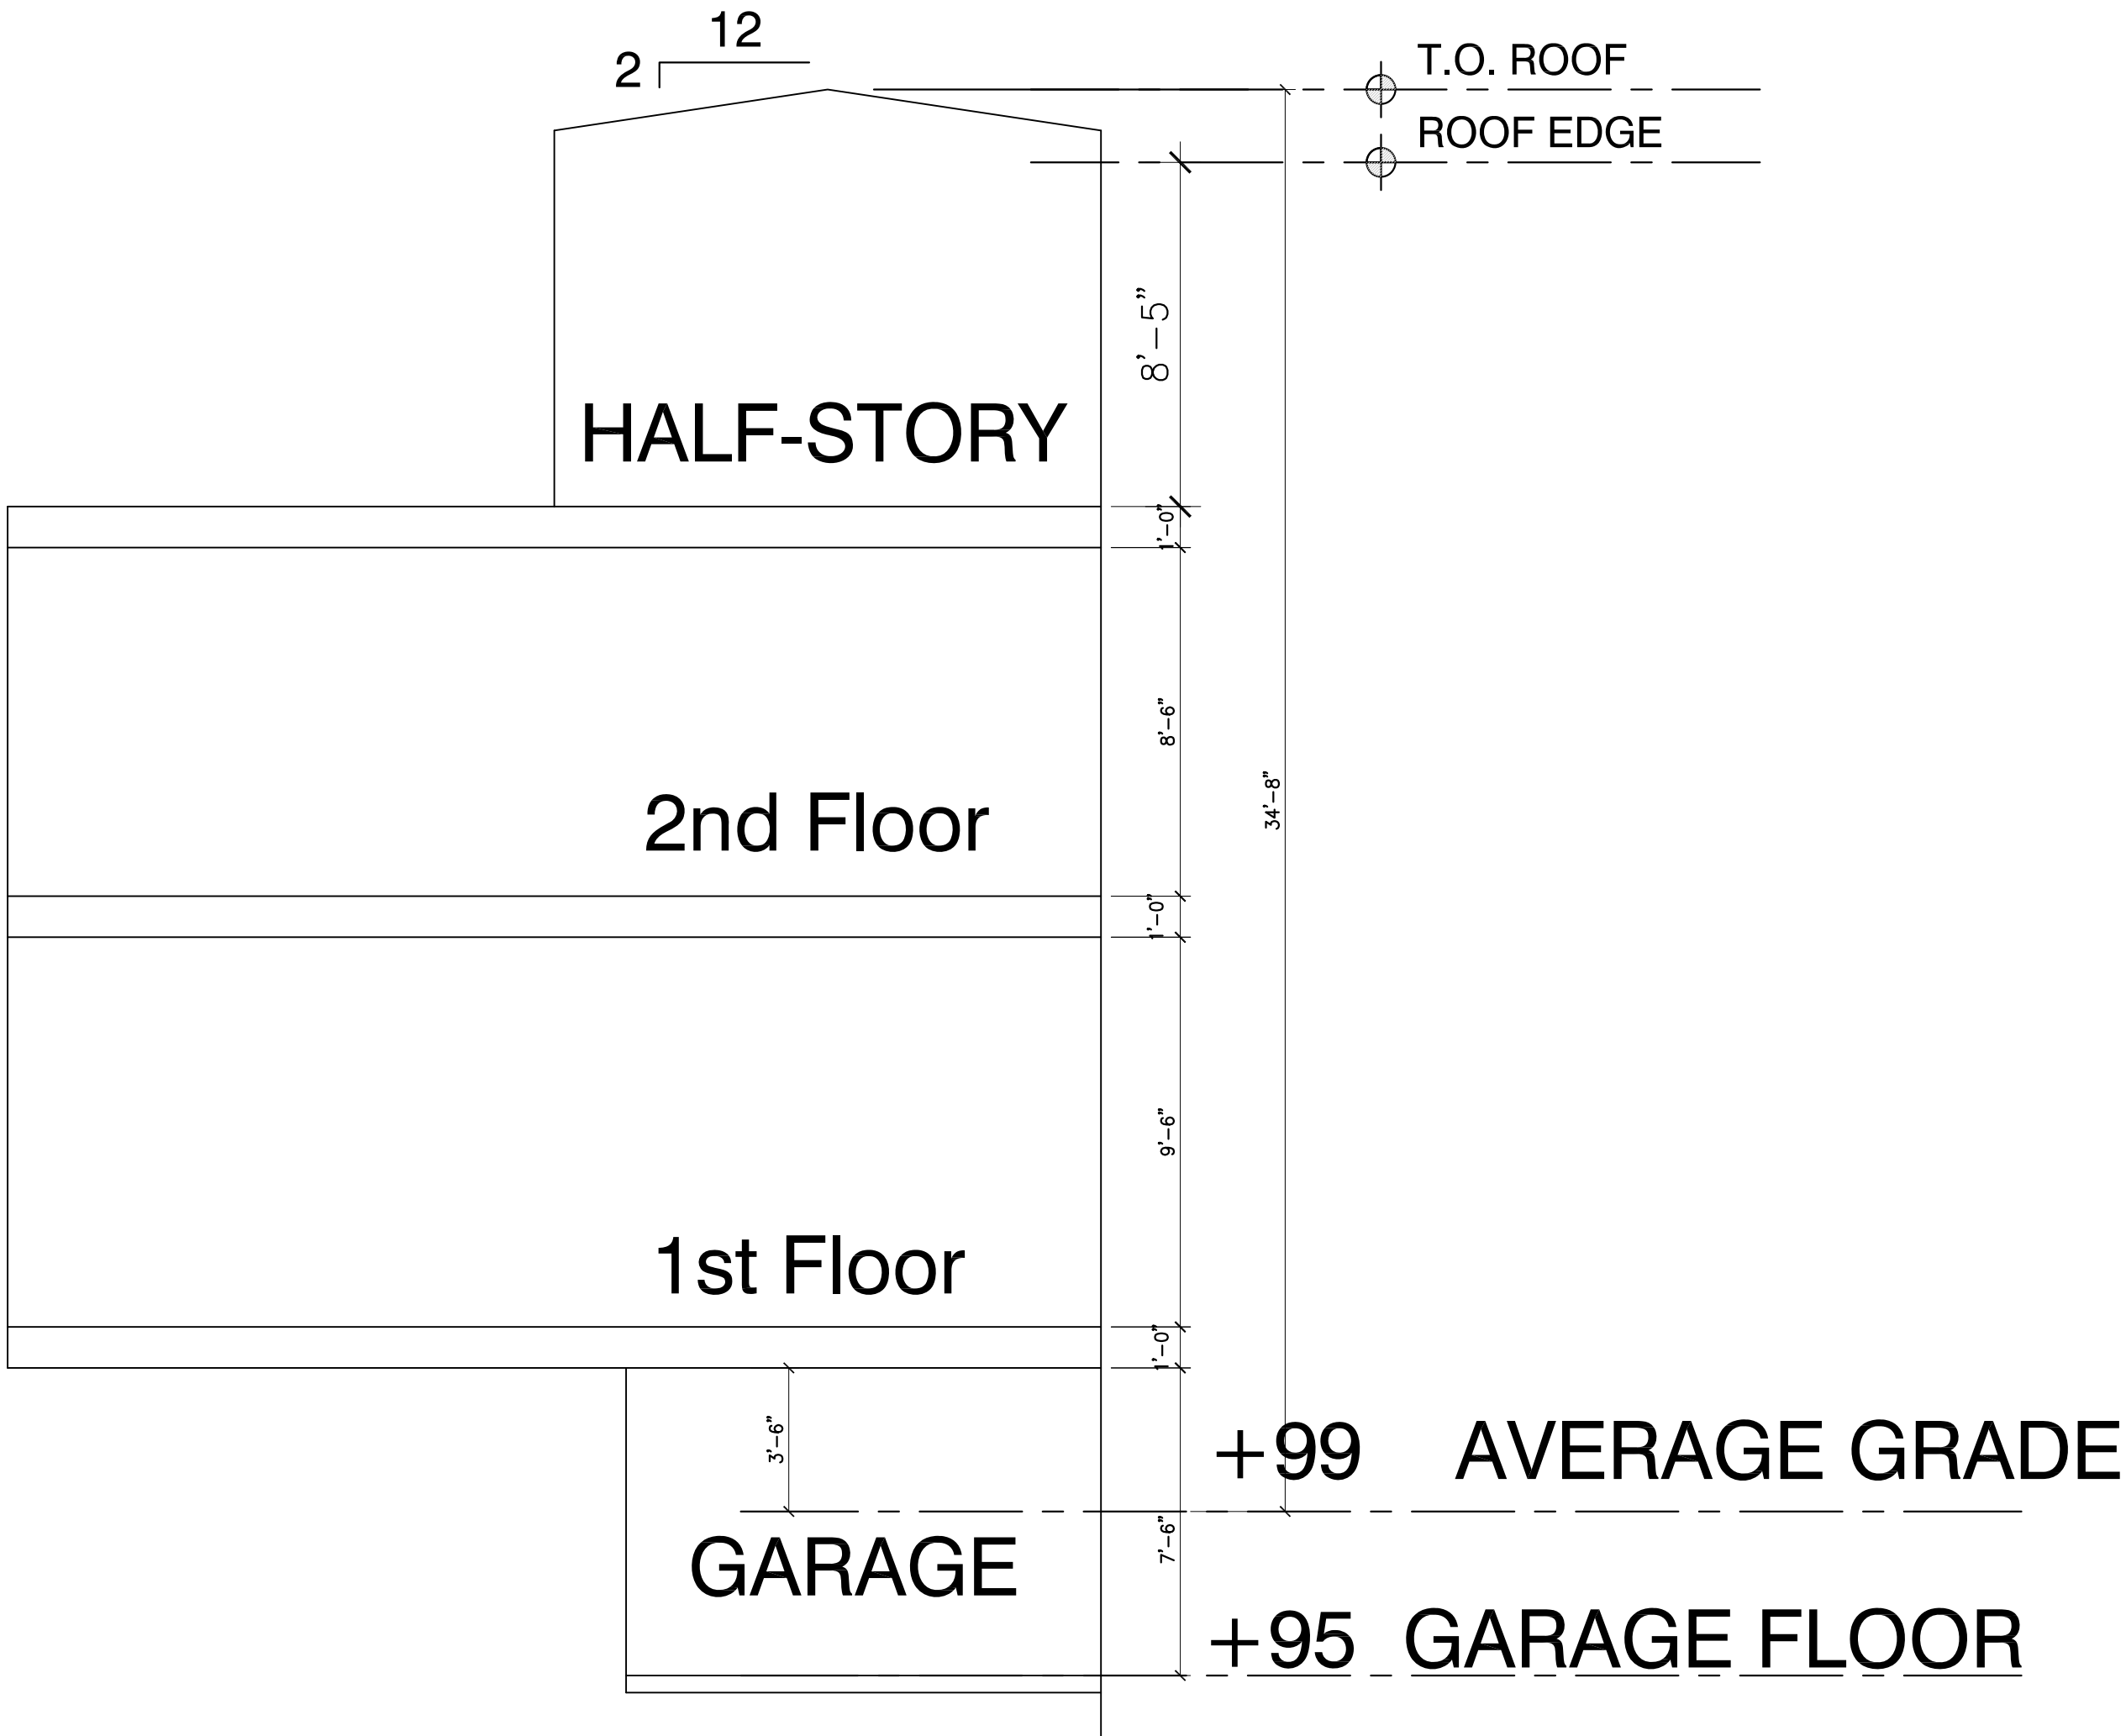 12
2
T.O. ROOF
ROOF EDGE
8'-5"
HALF-STORY
1'-0"
8'-6"
34'-8"
2nd Floor
1'-0"
9'-6"
1st Floor
1'-0"
3'-6"
+99 AVERAGE GRADE
7'-6"
GARAGE
+95 GARAGE FLOOR